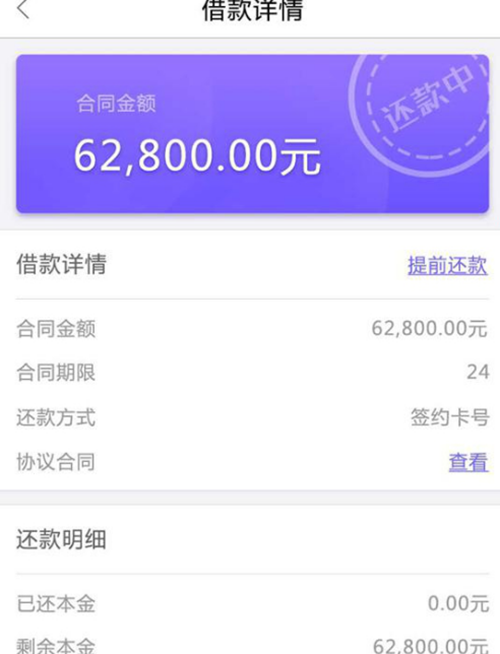 借款详情
合同金额
还款中
62,800.00元
借款详情 提前还款
合同金额 62,800.00元
合同期限 24
还款方式 签约卡号
协议合同 查看
还款明细
已还本金 0.00元
剩余本金 62,800.00元